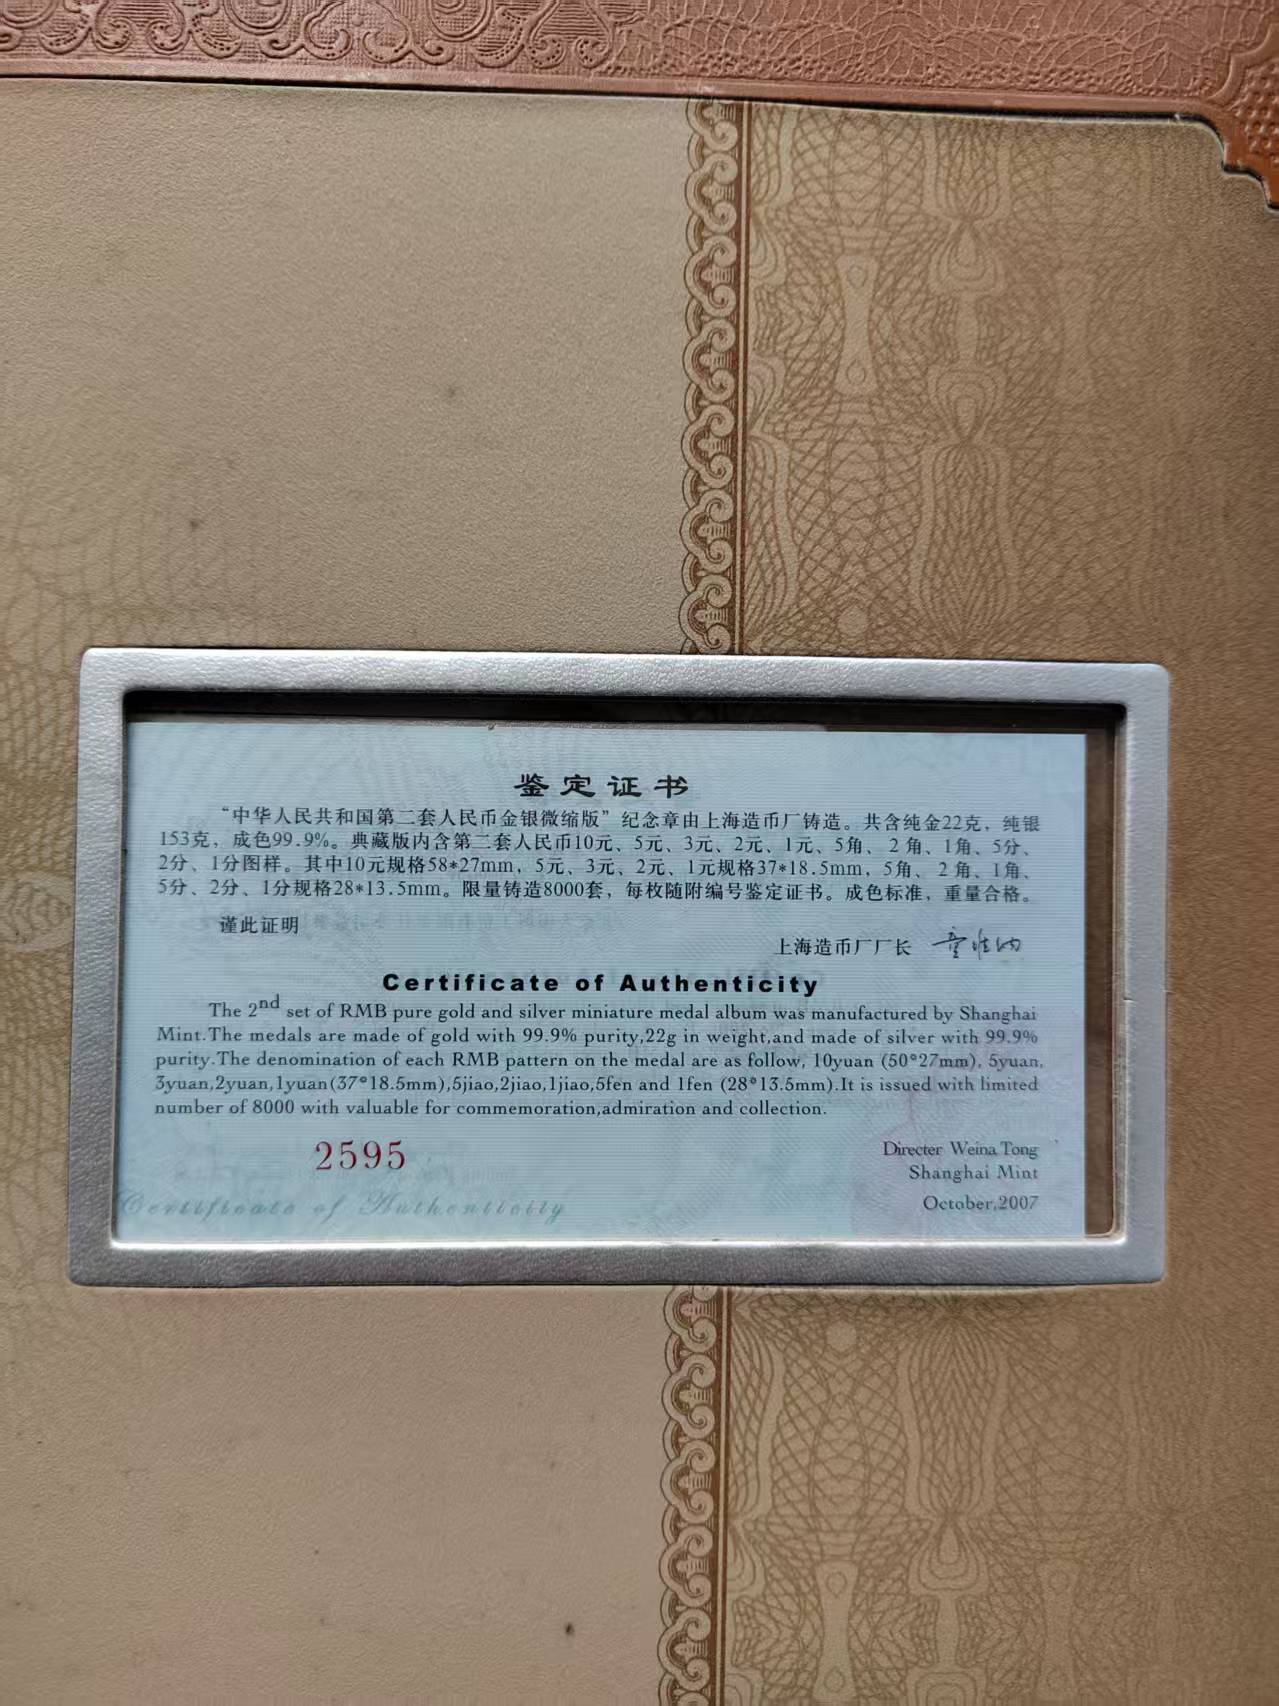 鉴定证书
“中华人民共和国第二套人民币金银微缩版”纪念章由上海造币厂铸造。共含纯金22克，纯银
153克，成色99.9%。典藏版内含第二套人民币10元、5元、3元、2元、1元、5角、2角、1角、5分、
2分、1分图样。其中10元规格58*27mm，5元、3元、2元、1元规格37*18.5mm，5角、2角、1角、
5分、2分、1分规格28*13.5mm。限量铸造8000套，每枚随附编号鉴定证书。成色标准，重量合格。
谨此证明
上海造币厂厂长
Certificate of Authenticity
The 2nd set of RMB pure gold and silver miniature medal album was manufactured by Shanghai
Mint.The medals are made of gold with 99.9% purity,22g in weight,and made of silver with 99.9%
purity.The denomination of each RMB pattern on the medal are as follow, 10yuan (50*27mm), 5yuan,
3yuan,2yuan,1yuan(37*18.5mm),5jiao,2jiao,1jiao,5fen and 1fen (28*13.5mm).It is issued with limited
number of 8000 with valuable for commemoration,admiration and collection.
2595
Directer Weina Tong
Shanghai Mint
Certificate of Authenticity
October,2007